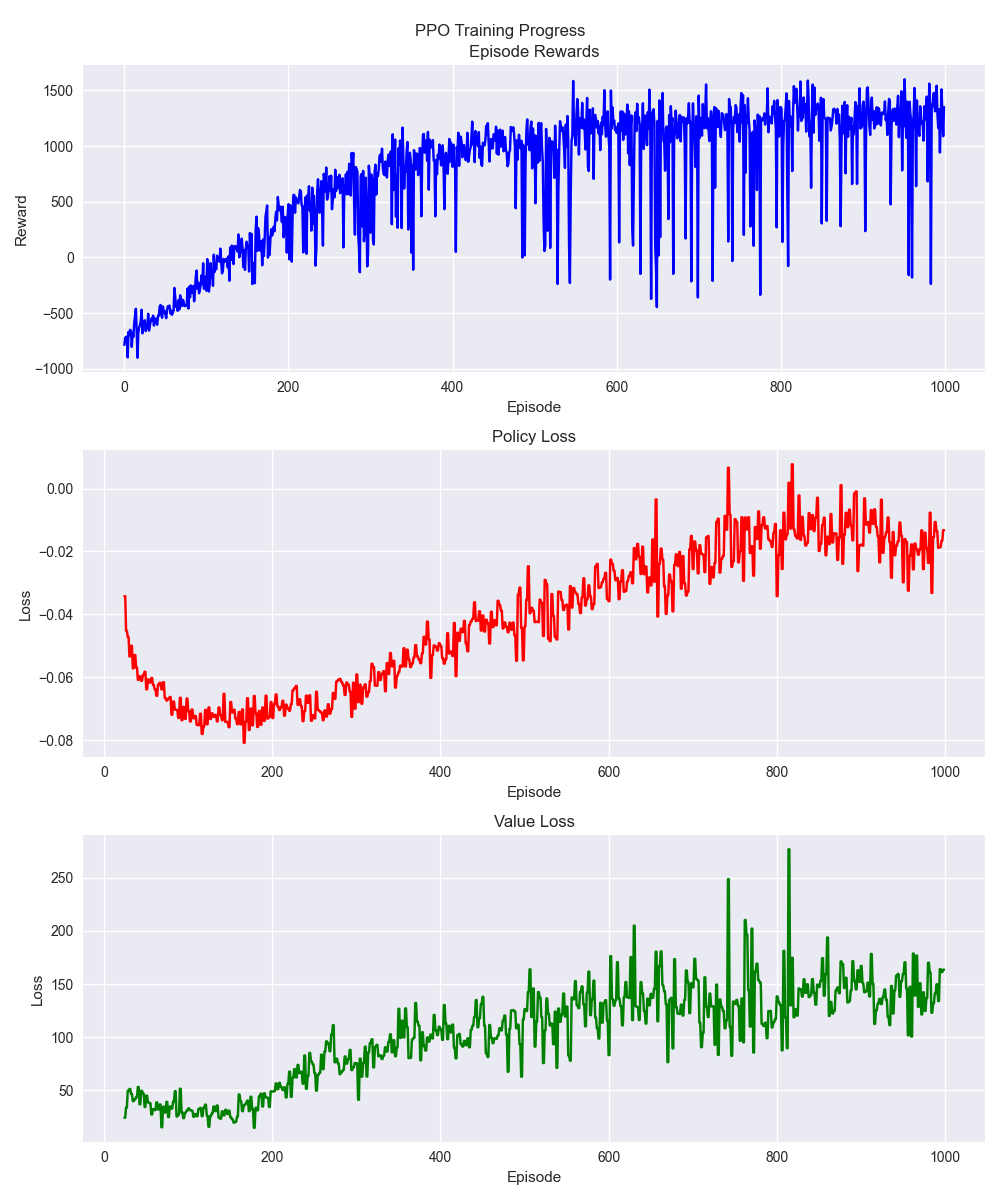 PPO Training Progress
Episode Rewards
1500
1000
500
0
−500
−1000
Reward
0 200 400 600 800 1000
Episode
Policy Loss
0.00
−0.02
−0.04
−0.06
−0.08
Loss
0 200 400 600 800 1000
Episode
Value Loss
250
200
150
100
50
Loss
0 200 400 600 800 1000
Episode